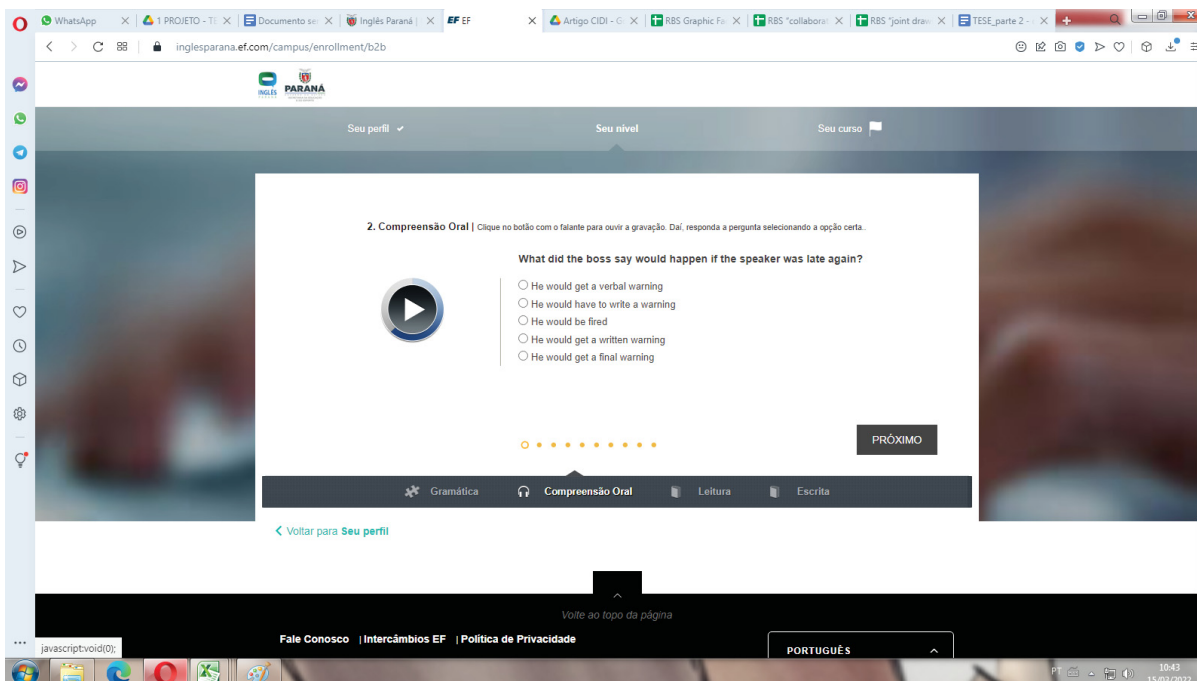 WhatsApp
1 PROJETO - TE
Documento se
Inglês Paraná |
EF EF
Artigo CIDI - G
RBS Graphic Fa
RBS "collaborat
RBS "joint draw
TESE_parte 2 -
inglesparana.ef.com/campus/enrollment/b2b
INGLÊS
PARANÁ
Seu perfil
Seu nível
Seu curso
2. Compreensão Oral | Clique no botão com o falante para ouvir a gravação. Daí, responda a pergunta selecionando a opção certa..
What did the boss say would happen if the speaker was late again?
He would get a verbal warning
He would have to write a warning
He would be fired
He would get a written warning
He would get a final warning
PRÓXIMO
Gramática
Compreensão Oral
Leitura
Escrita
Voltar para Seu perfil
Volte ao topo da página
Fale Conosco | Intercâmbios EF | Política de Privacidade
PORTUGUÊS
javascript:void(0);
PT
10:43
15/03/2022